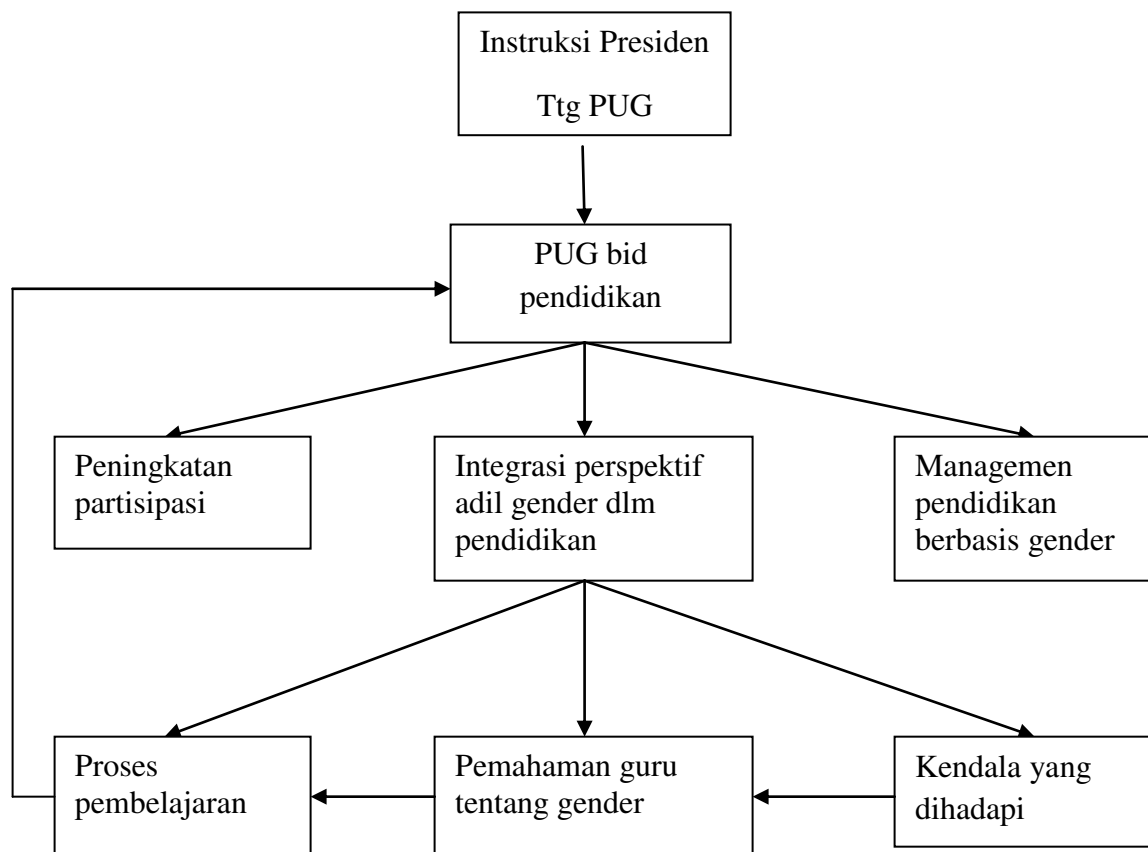 Instruksi Presiden
Ttg PUG
PUG bid
pendidikan
Peningkatan
partisipasi
Integrasi perspektif
adil gender dlm
pendidikan
Managemen
pendidikan
berbasis gender
Proses
pembelajaran
Pemahaman guru
tentang gender
Kendala yang
dihadapi